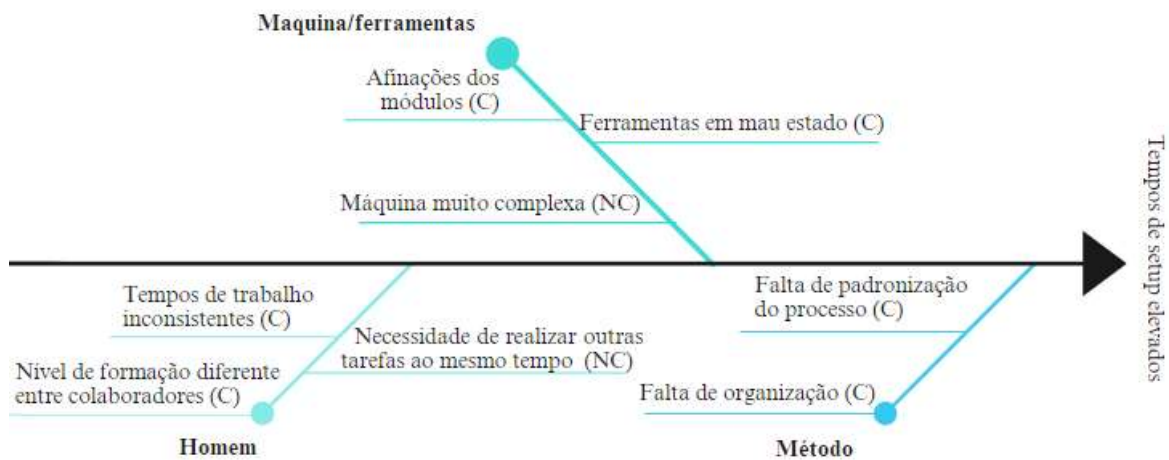 Maquina/ferramentas
Afinações dos
módulos (C)
Ferramentas em mau estado (C)
Máquina muito complexa (NC)
Tempos de setup elevados
Tempos de trabalho
inconsistentes (C)
Necessidade de realizar outras
tarefas ao mesmo tempo (NC)
Nível de formação diferente
entre colaboradores (C)
Homem
Falta de padronização
do processo (C)
Falta de organização (C)
Método